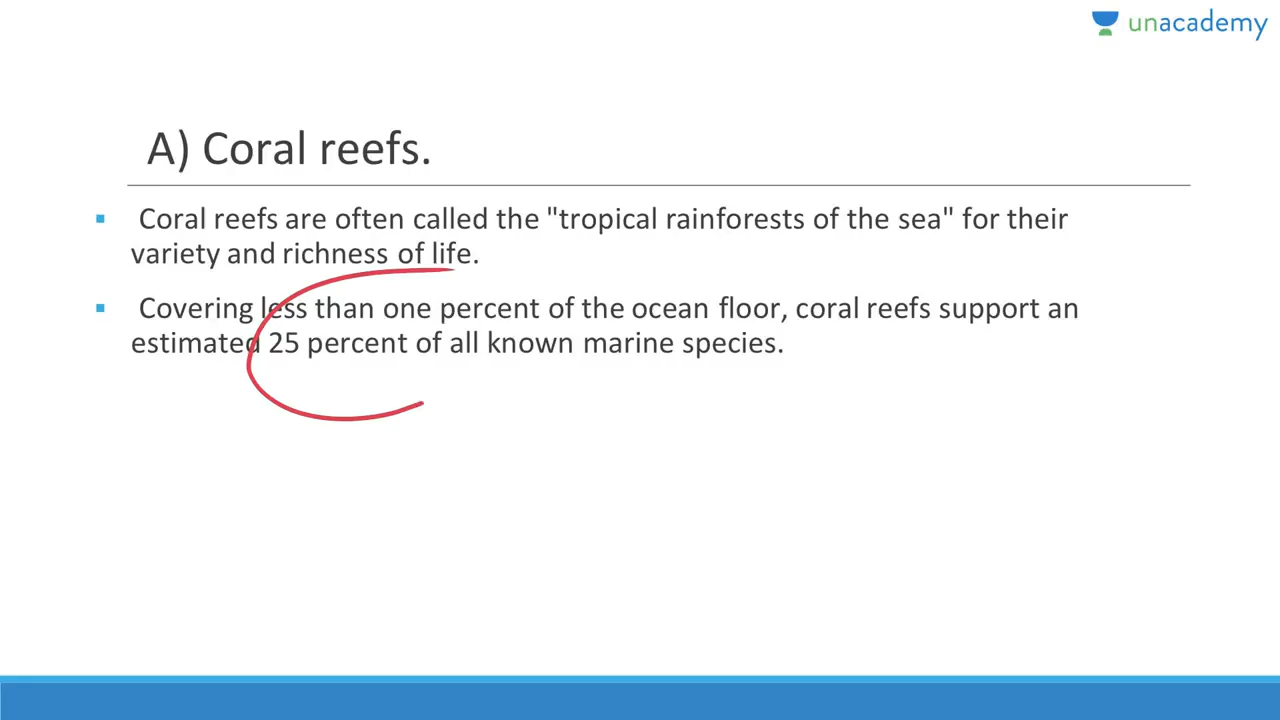 unacademy
A) Coral reefs.
▪ Coral reefs are often called the "tropical rainforests of the sea" for their
variety and richness of life.
▪ Covering less than one percent of the ocean floor, coral reefs support an
estimated 25 percent of all known marine species.